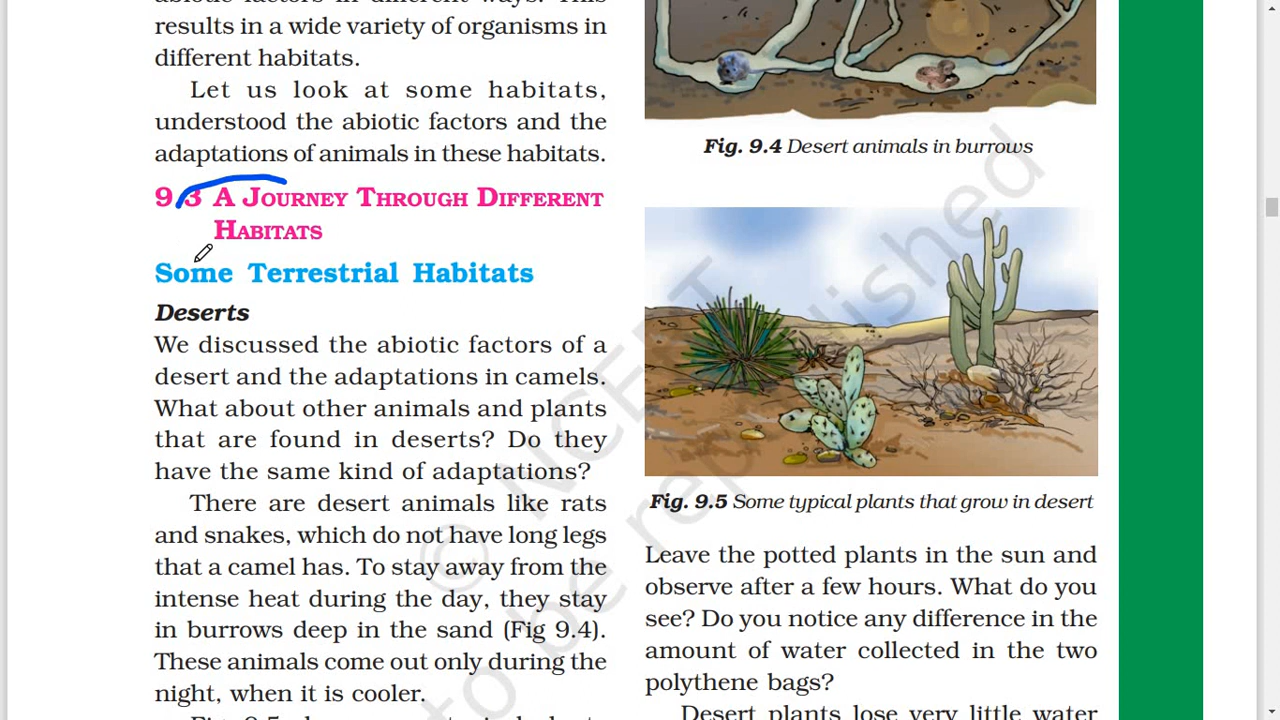 abiotic factors in different ways. This
results in a wide variety of organisms in
different habitats.
Let us look at some habitats,
understood the abiotic factors and the
adaptations of animals in these habitats.
9.3 A Journey Through Different
Habitats
Some Terrestrial Habitats
Deserts
We discussed the abiotic factors of a
desert and the adaptations in camels.
What about other animals and plants
that are found in deserts? Do they
have the same kind of adaptations?
There are desert animals like rats
and snakes, which do not have long legs
that a camel has. To stay away from the
intense heat during the day, they stay
in burrows deep in the sand (Fig 9.4).
These animals come out only during the
night, when it is cooler.
Fig. 9.4 Desert animals in burrows
Fig. 9.5 Some typical plants that grow in desert
Leave the potted plants in the sun and
observe after a few hours. What do you
see? Do you notice any difference in the
amount of water collected in the two
polythene bags?
Desert plants lose very little water
© NCERT
to be republished